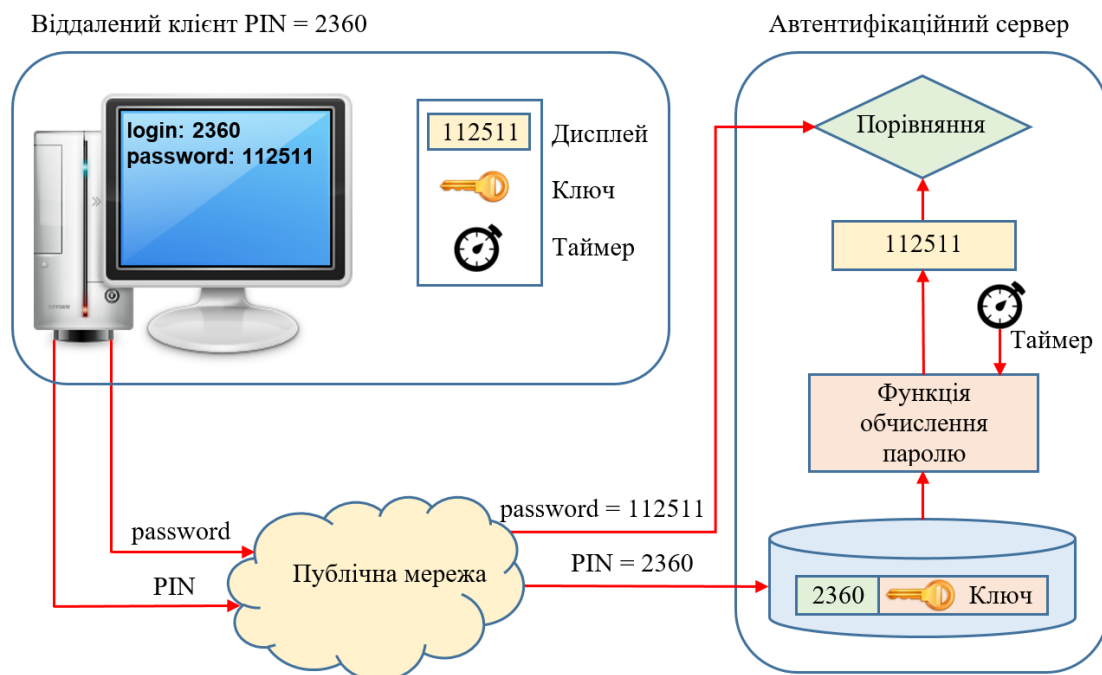 Віддалений клієнт PIN = 2360
Автентифікаційний сервер
login: 2360
password: 112511
112511
Дисплей
Ключ
Таймер
Порівняння
112511
Таймер
Функція
обчислення
паролю
password
PIN
Публічна мережа
password = 112511
PIN = 2360
2360
Ключ